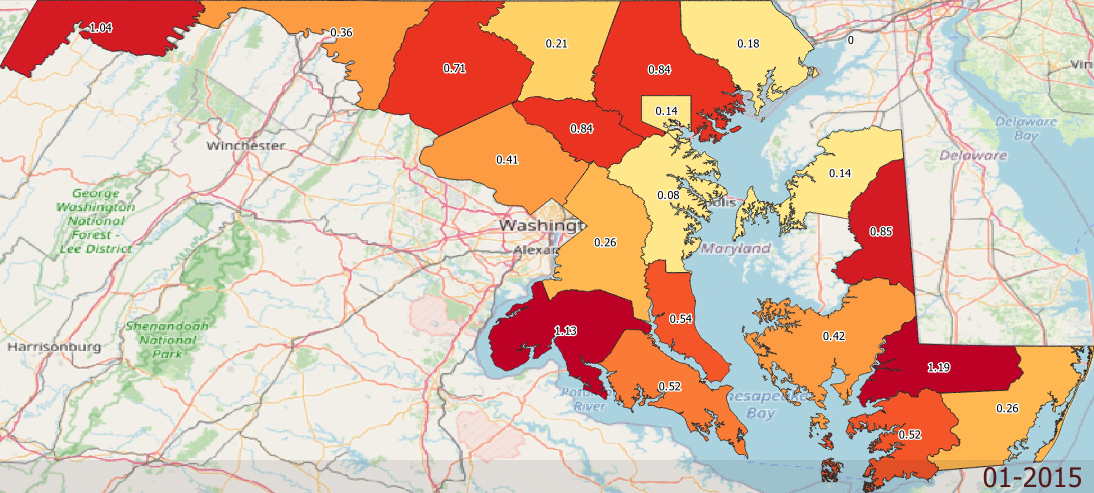 1.04
0.36
0.71
0.21
0.84
0.18
0
Vin
0.14
0.84
Delaware
Bay
Winchester
0.41
Delaware
0.14
George
Washington
National
Forest -
Lee District
0.08
olis
Washingt
0.26
Alexar
Maryland
0.85
Shenandoah
National
Park
Harrisonburg
1.13
0.54
0.42
1.19
0.52
Potom
River
hesapeake
Bay
0.26
0.52
01-2015